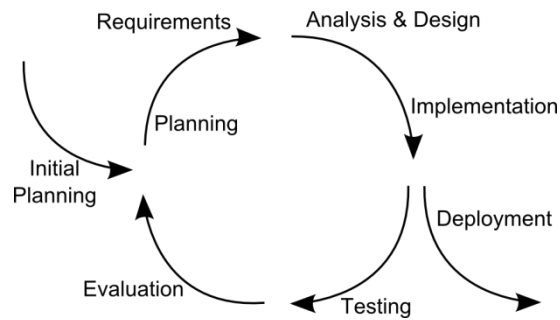 Requirements
Analysis & Design
Planning
Implementation
Initial
Planning
Deployment
Evaluation
Testing